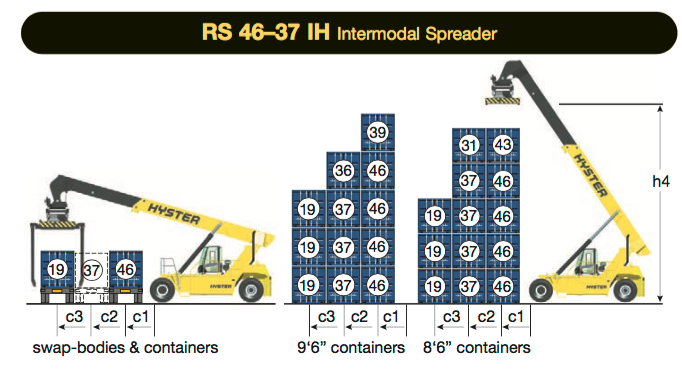 RS 46–37 IH Intermodal Spreader
39
31 43
36 46
37 46
HYSTER
HYSTER
h4
19 37 46
19 37 46
19 37 46
19 37 46
19 37 46
19 37 46
19 37 46
HYSTER
HYSTER
c3 c2 c1
c3 c2 c1
c3 c2 c1
swap-bodies & containers
9'6" containers
8'6" containers